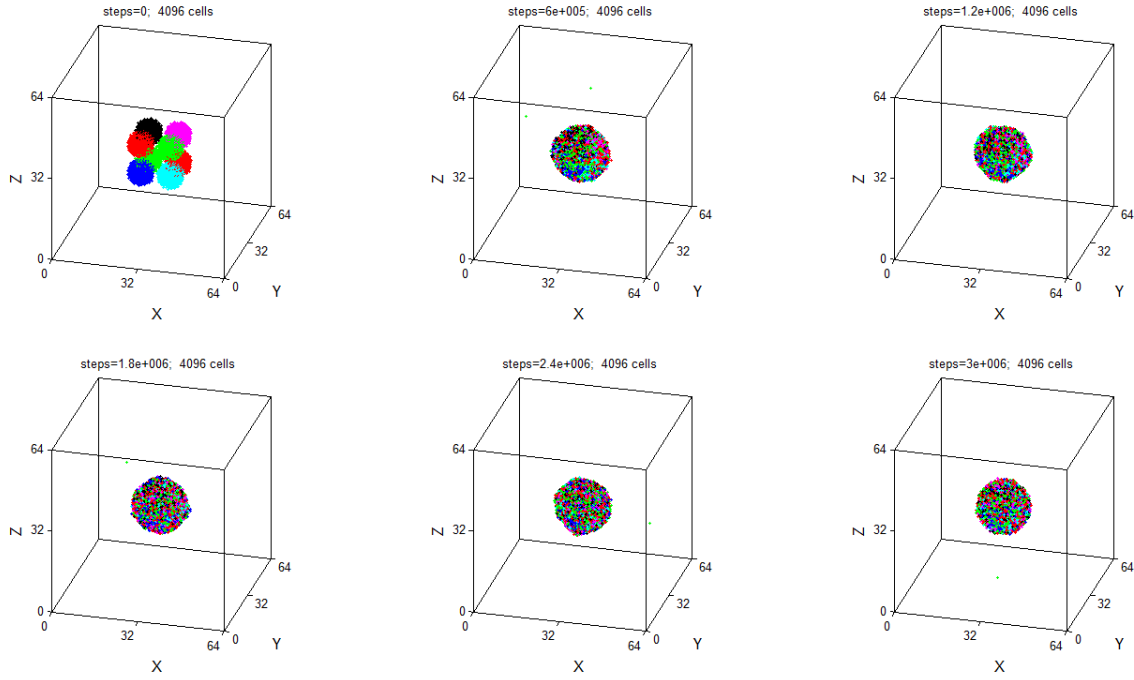 steps=0;  4096 cells
64
Z
32
0
0
32
64
X
0
32
64
Y
steps=6e+005;  4096 cells
64
Z
32
0
0
32
64
X
0
32
64
Y
steps=1.2e+006;  4096 cells
64
Z
32
0
0
32
64
X
0
32
64
Y
steps=1.8e+006;  4096 cells
64
Z
32
0
0
32
64
X
0
32
64
Y
steps=2.4e+006;  4096 cells
64
Z
32
0
0
32
64
X
0
32
64
Y
steps=3e+006;  4096 cells
64
Z
32
0
0
32
64
X
0
32
64
Y